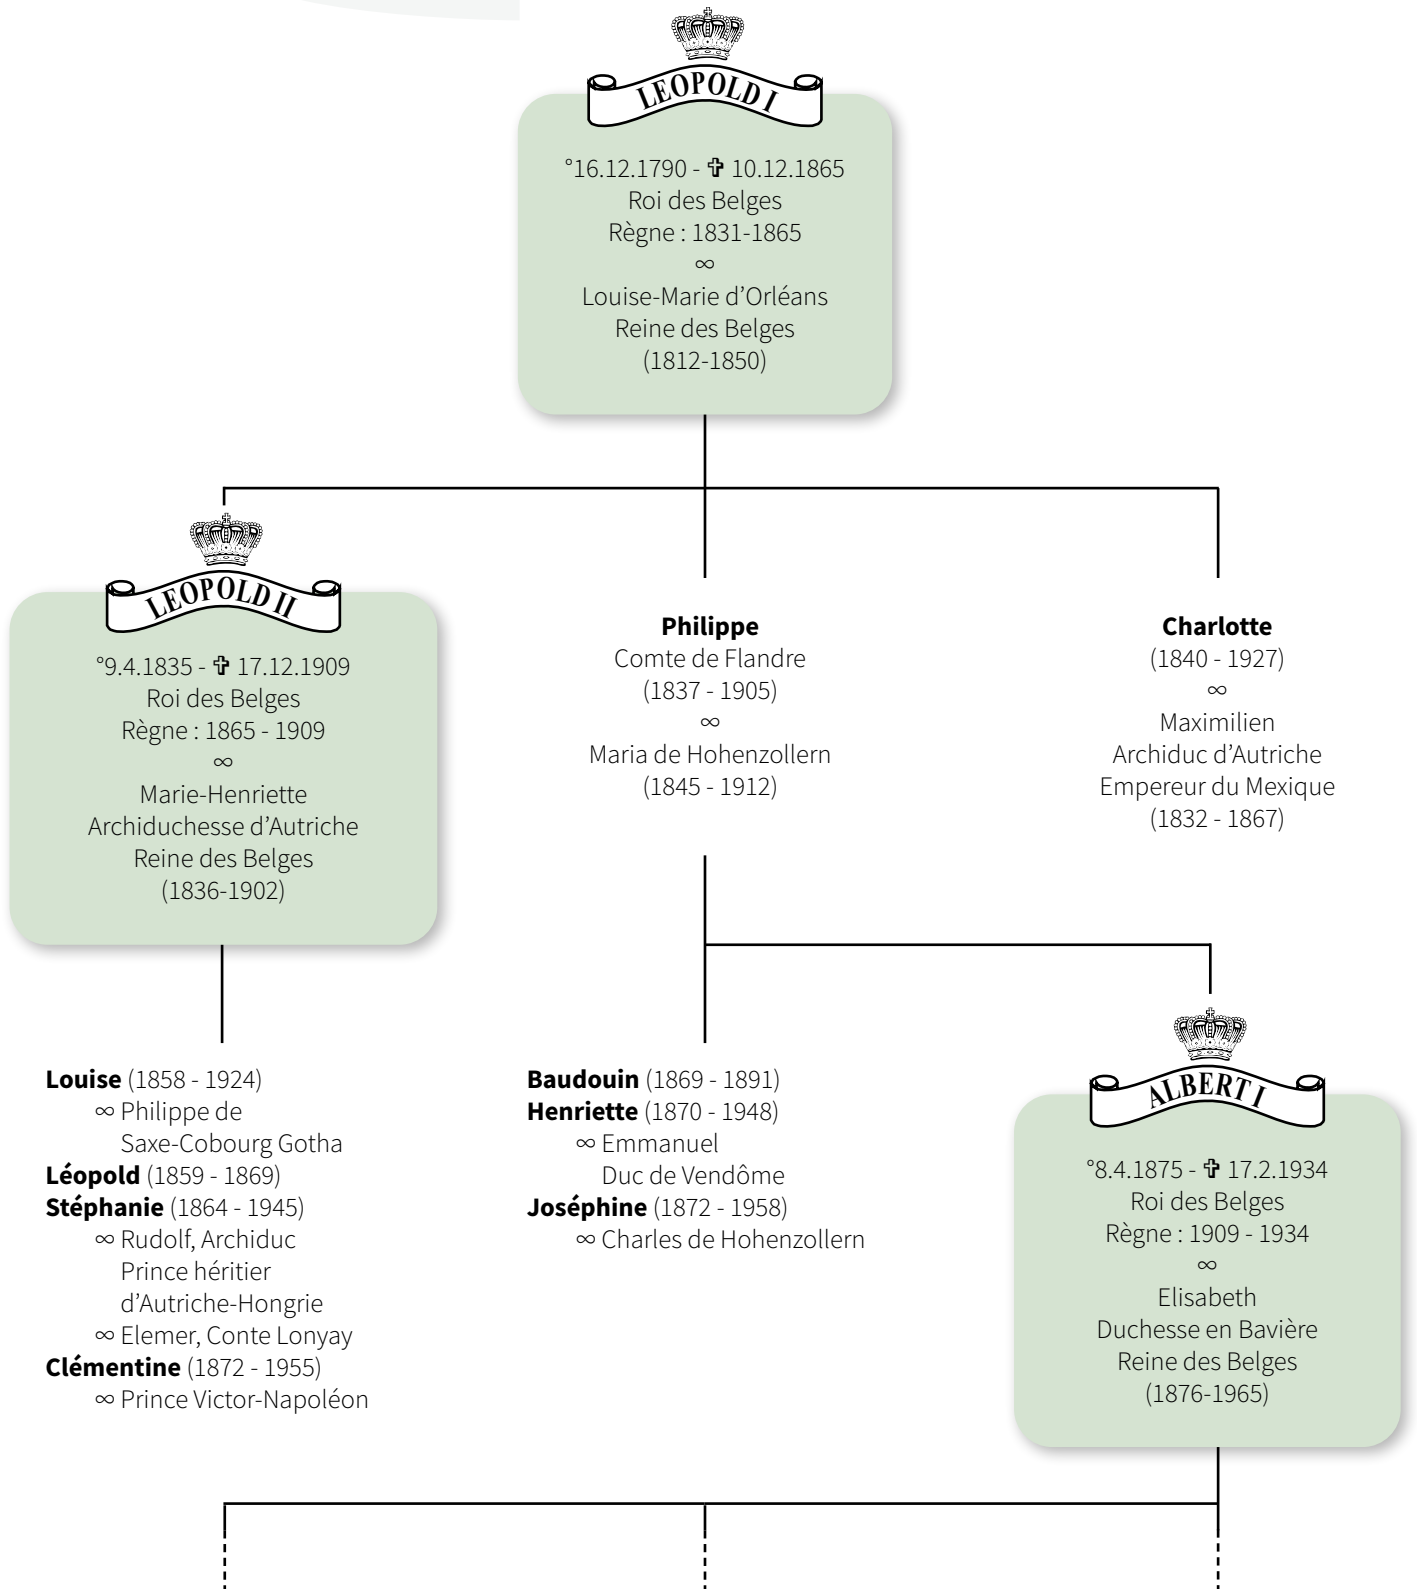 LEOPOLD I
°16.12.1790 - ✞ 10.12.1865
Roi des Belges
Règne : 1831-1865
∞
Louise-Marie d’Orléans
Reine des Belges
(1812-1850)
LEOPOLD II
°9.4.1835 - ✞ 17.12.1909
Roi des Belges
Règne : 1865 - 1909
∞
Marie-Henriette
Archiduchesse d’Autriche
Reine des Belges
(1836-1902)
Philippe
Comte de Flandre
(1837 - 1905)
∞
Maria de Hohenzollern
(1845 - 1912)
Charlotte
(1840 - 1927)
∞
Maximilien
Archiduc d’Autriche
Empereur du Mexique
(1832 - 1867)
Louise (1858 - 1924)
∞ Philippe de
Saxe-Cobourg Gotha
Léopold (1859 - 1869)
Stéphanie (1864 - 1945)
∞ Rudolf, Archiduc
Prince héritier
d’Autriche-Hongrie
∞ Elemer, Conte Lonyay
Clémentine (1872 - 1955)
∞ Prince Victor-Napoléon
Baudouin (1869 - 1891)
Henriette (1870 - 1948)
∞ Emmanuel
Duc de Vendôme
Joséphine (1872 - 1958)
∞ Charles de Hohenzollern
ALBERT I
°8.4.1875 - ✞ 17.2.1934
Roi des Belges
Règne : 1909 - 1934
∞
Elisabeth
Duchesse en Bavière
Reine des Belges
(1876-1965)